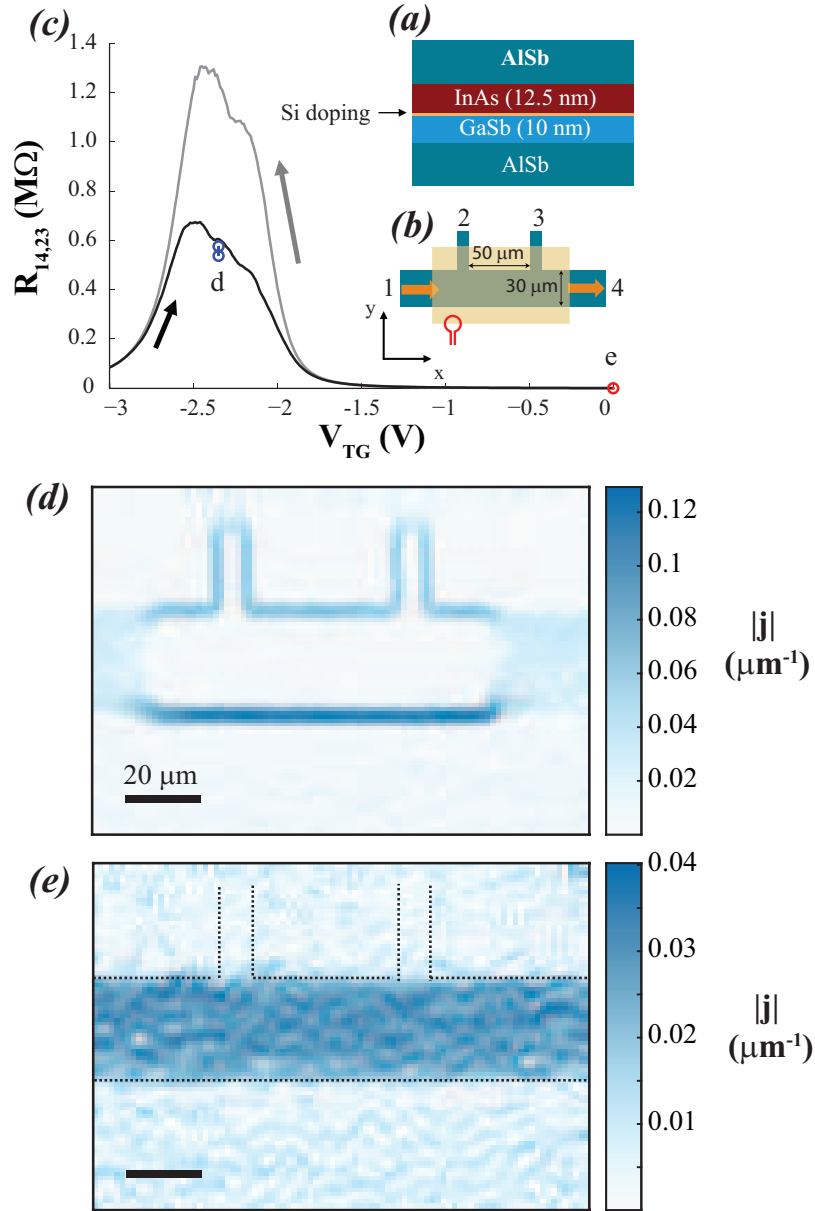 (c)
R14,23 (MΩ)
1.4
1.2
1.0
0.8
0.6
0.4
0.2
0
d
e
−3
−2.5
−2
-1.5
−1
−0.5
0
VTG (V)
(a)
AlSb
InAs (12.5 nm)
Si doping
GaSb (10 nm)
AlSb
(b)
2
3
50 μm
1
30 μm
4
y
x
(d)
20 μm
0.12
0.1
0.08
0.06
0.04
0.02
|j|
(μm-1)
(e)
0.04
0.03
0.02
0.01
|j|
(μm-1)